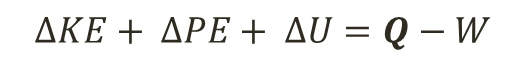 ΔKE + ΔPE + ΔU = Q − W